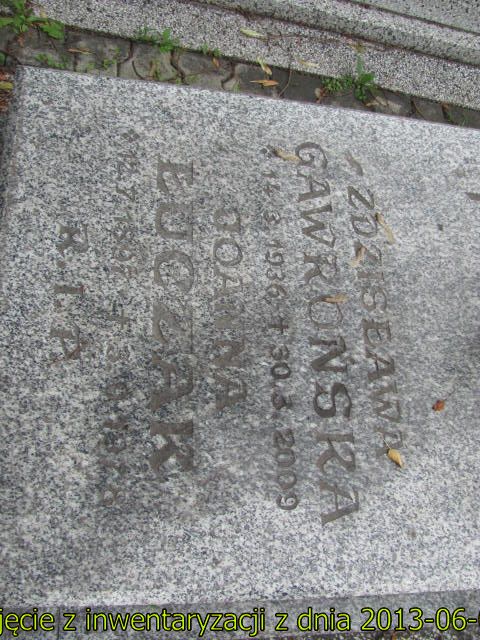 ZDZISŁAWA
GAWROŃSKA
* 14.3.1936 + 30.3.2009
JOANNA
ŁUCZAK
R.I.P.
jęcie z inwentaryzacji z dnia 2013-06-